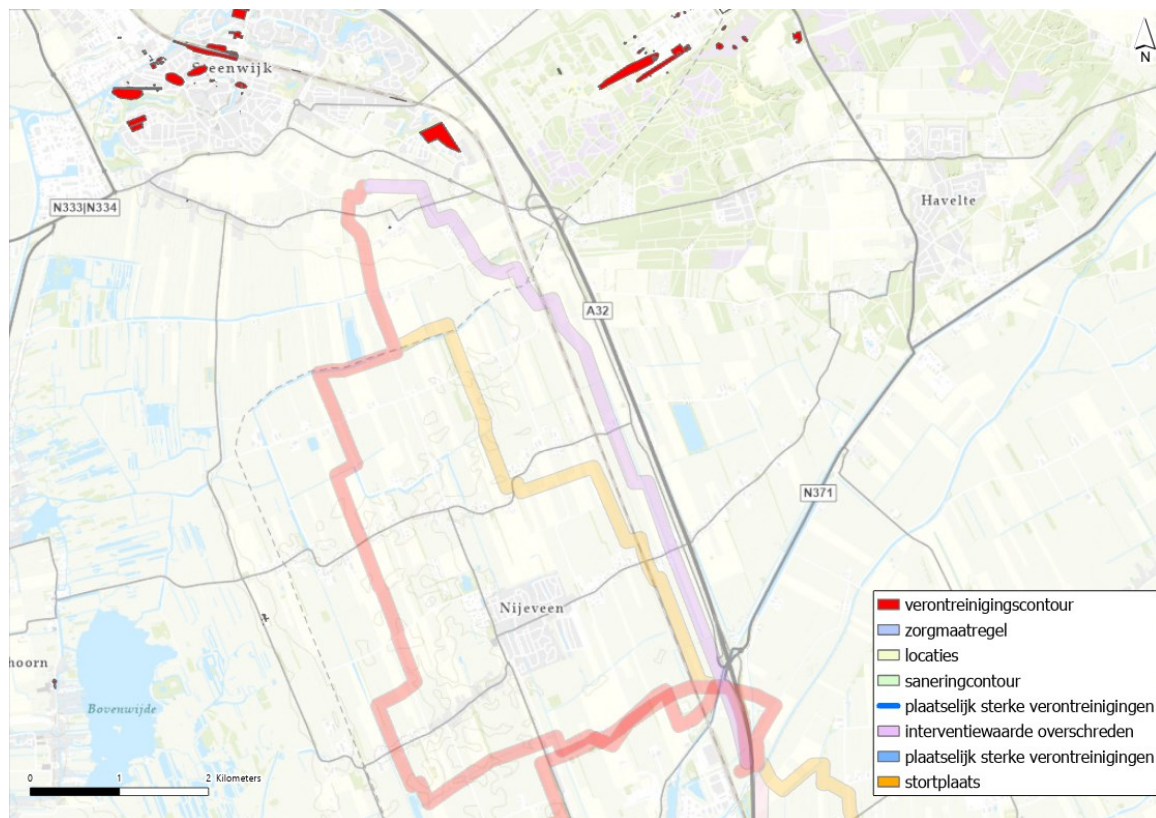 Steenwijk
N
N333|N334
Havelte
A32
N371
Nijeveen
hoorn
Bovenwijde
verontreinigingscontour
zorgmaatregel
locaties
saneringcontour
plaatselijk sterke verontreinigingen
interventiewaarde overschreden
plaatselijk sterke verontreinigingen
stortplaats
0 1 2 Kilometers